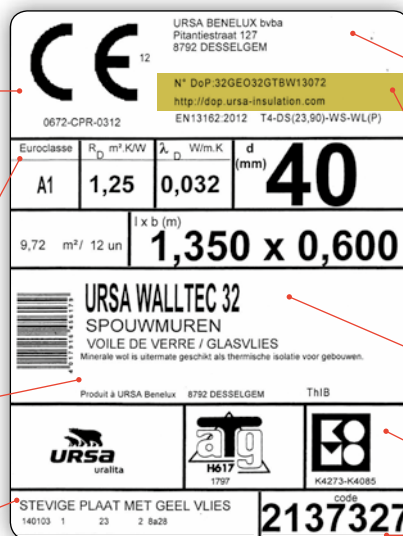 URSA BENELUX bvba
Pitantiestraat 127
8792 DESSELGEM
CE
12
N° DoP:32GEO32GTBW13072
http://dop.ursa-insulation.com
0672-CPR-0312
EN13162:2012 T4-DS(23,90)-WS-WL(P)
Euroclasse
A1
R D m².K/W
1,25
λ D W/m.K
0,032
d
(mm)
40
9,72 m²/ 12 un
l x b (m)
1,350 x 0,600
URSA WALLTEC 32
SPOUWMUREN
VOILE DE VERRE / GLASVLIES
Minerale wol is uitermate geschikt als thermische isolatie voor gebouwen.
Produit à URSA Benelux 8792 DESSELGEM ThIB
URSA
uralita
atg
H617
1797
K4273-K4085
STEVIGE PLAAT MET GEEL VLIES
140103 1 23 2 8a28
code
2137327